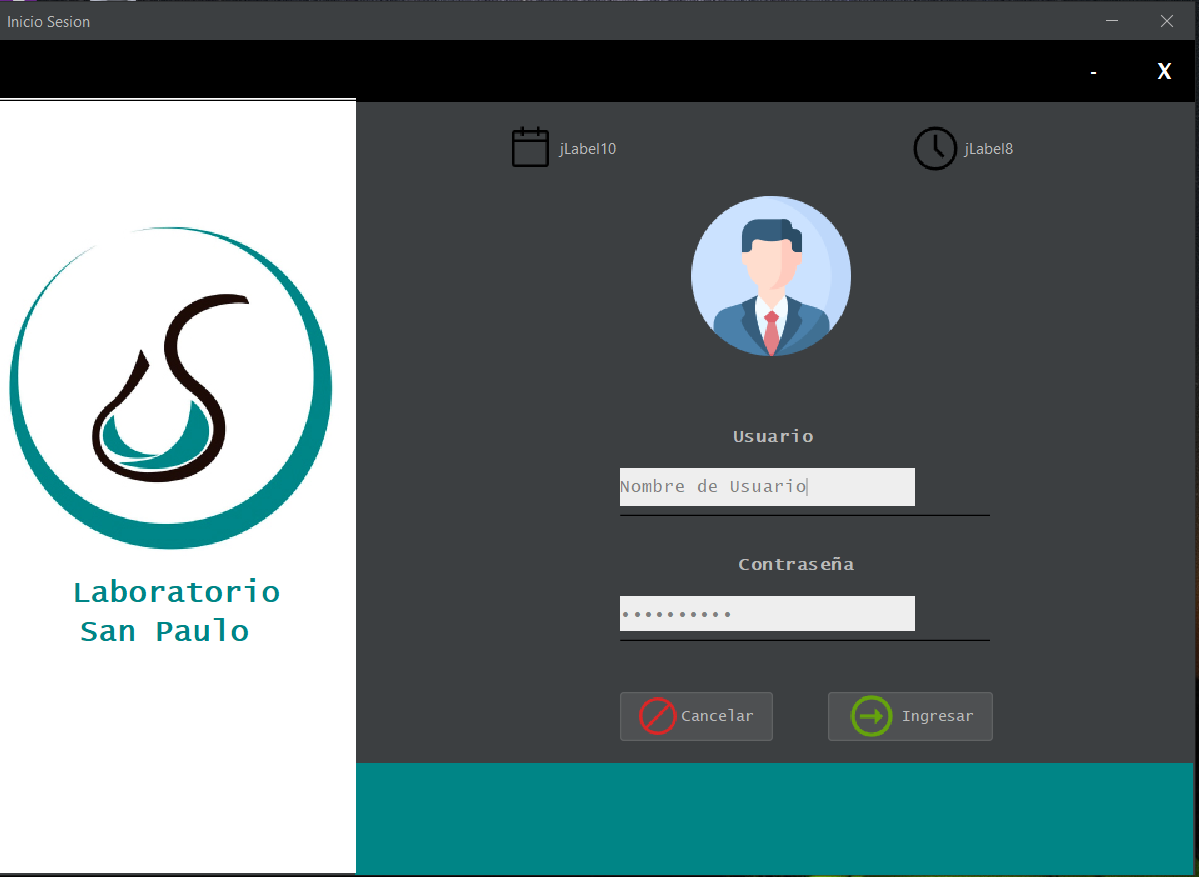 Inicio Sesion
- X
jLabel10
jLabel8
Usuario
Nombre de Usuario
Contraseña
••••••••••
Laboratorio
San Paulo
Cancelar
Ingresar